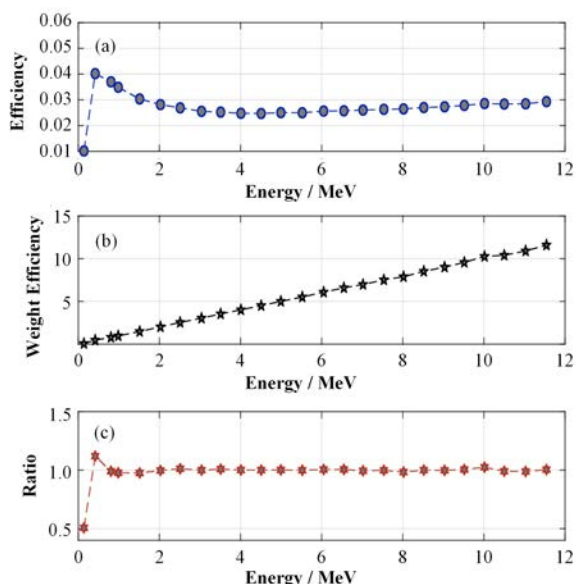 0.06
0.05
0.04
0.03
0.02
0.01
Efficiency
(a)
0 2 4 6 8 10 12
Energy / MeV
15
10
5
Weight Efficiency
(b)
0 2 4 6 8 10 12
Energy / MeV
1.5
1.0
0.5
Ratio
(c)
0 2 4 6 8 10 12
Energy / MeV